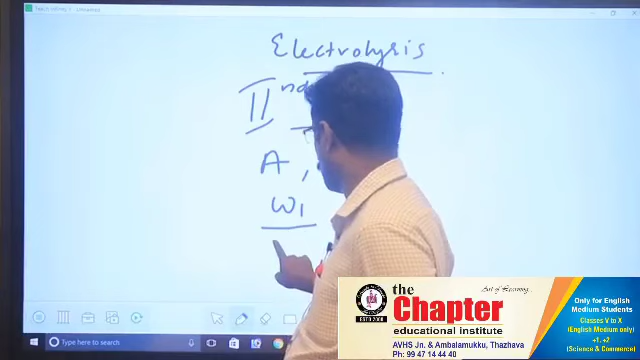 Electrolysis
II nd
A ,
W1
Type here to search
the
Art of Learning
Chapter
educational institute
AVHS Jn. & Ambalamukku, Thazhava
Ph: 99 47 14 44 40
Only for English
Medium Students
Classes V to X
(English Medium only)
+1, +2
(Science & Commerce)